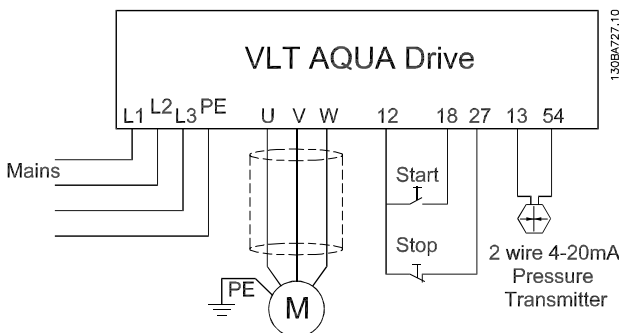 VLT AQUA Drive
130BA727.10
L1 L2 L3 PE U V W 12 18 27 13 54
Mains
Start
Stop
PE
M
2 wire 4-20mA
Pressure
Transmitter